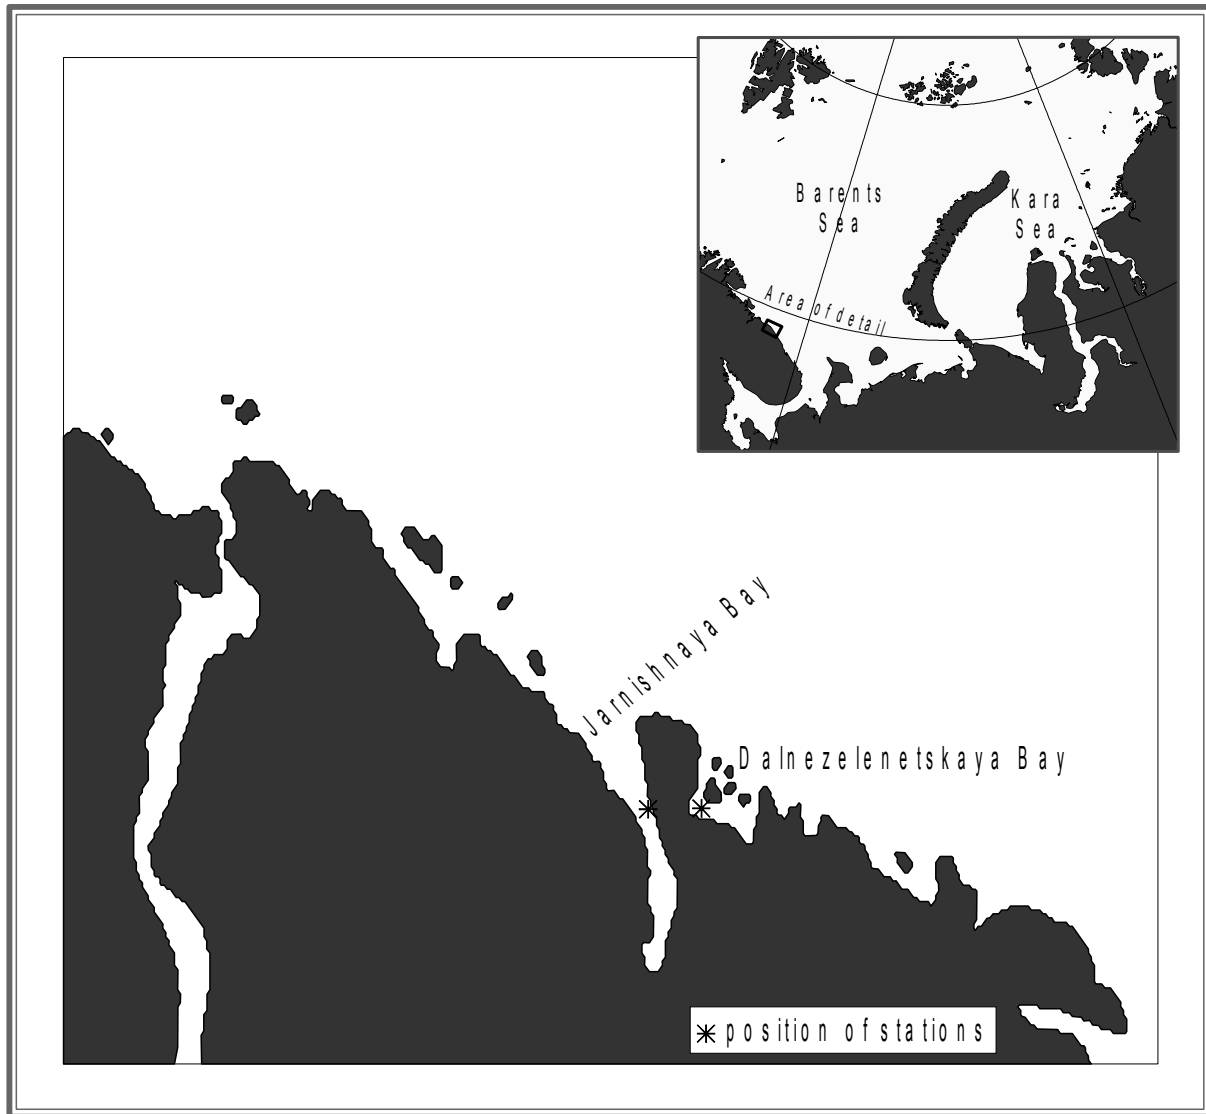 Barents
Sea
Kara
Sea
Area of detail
Jarnishnaya Bay
Dalnezelenetskaya Bay
position of stations